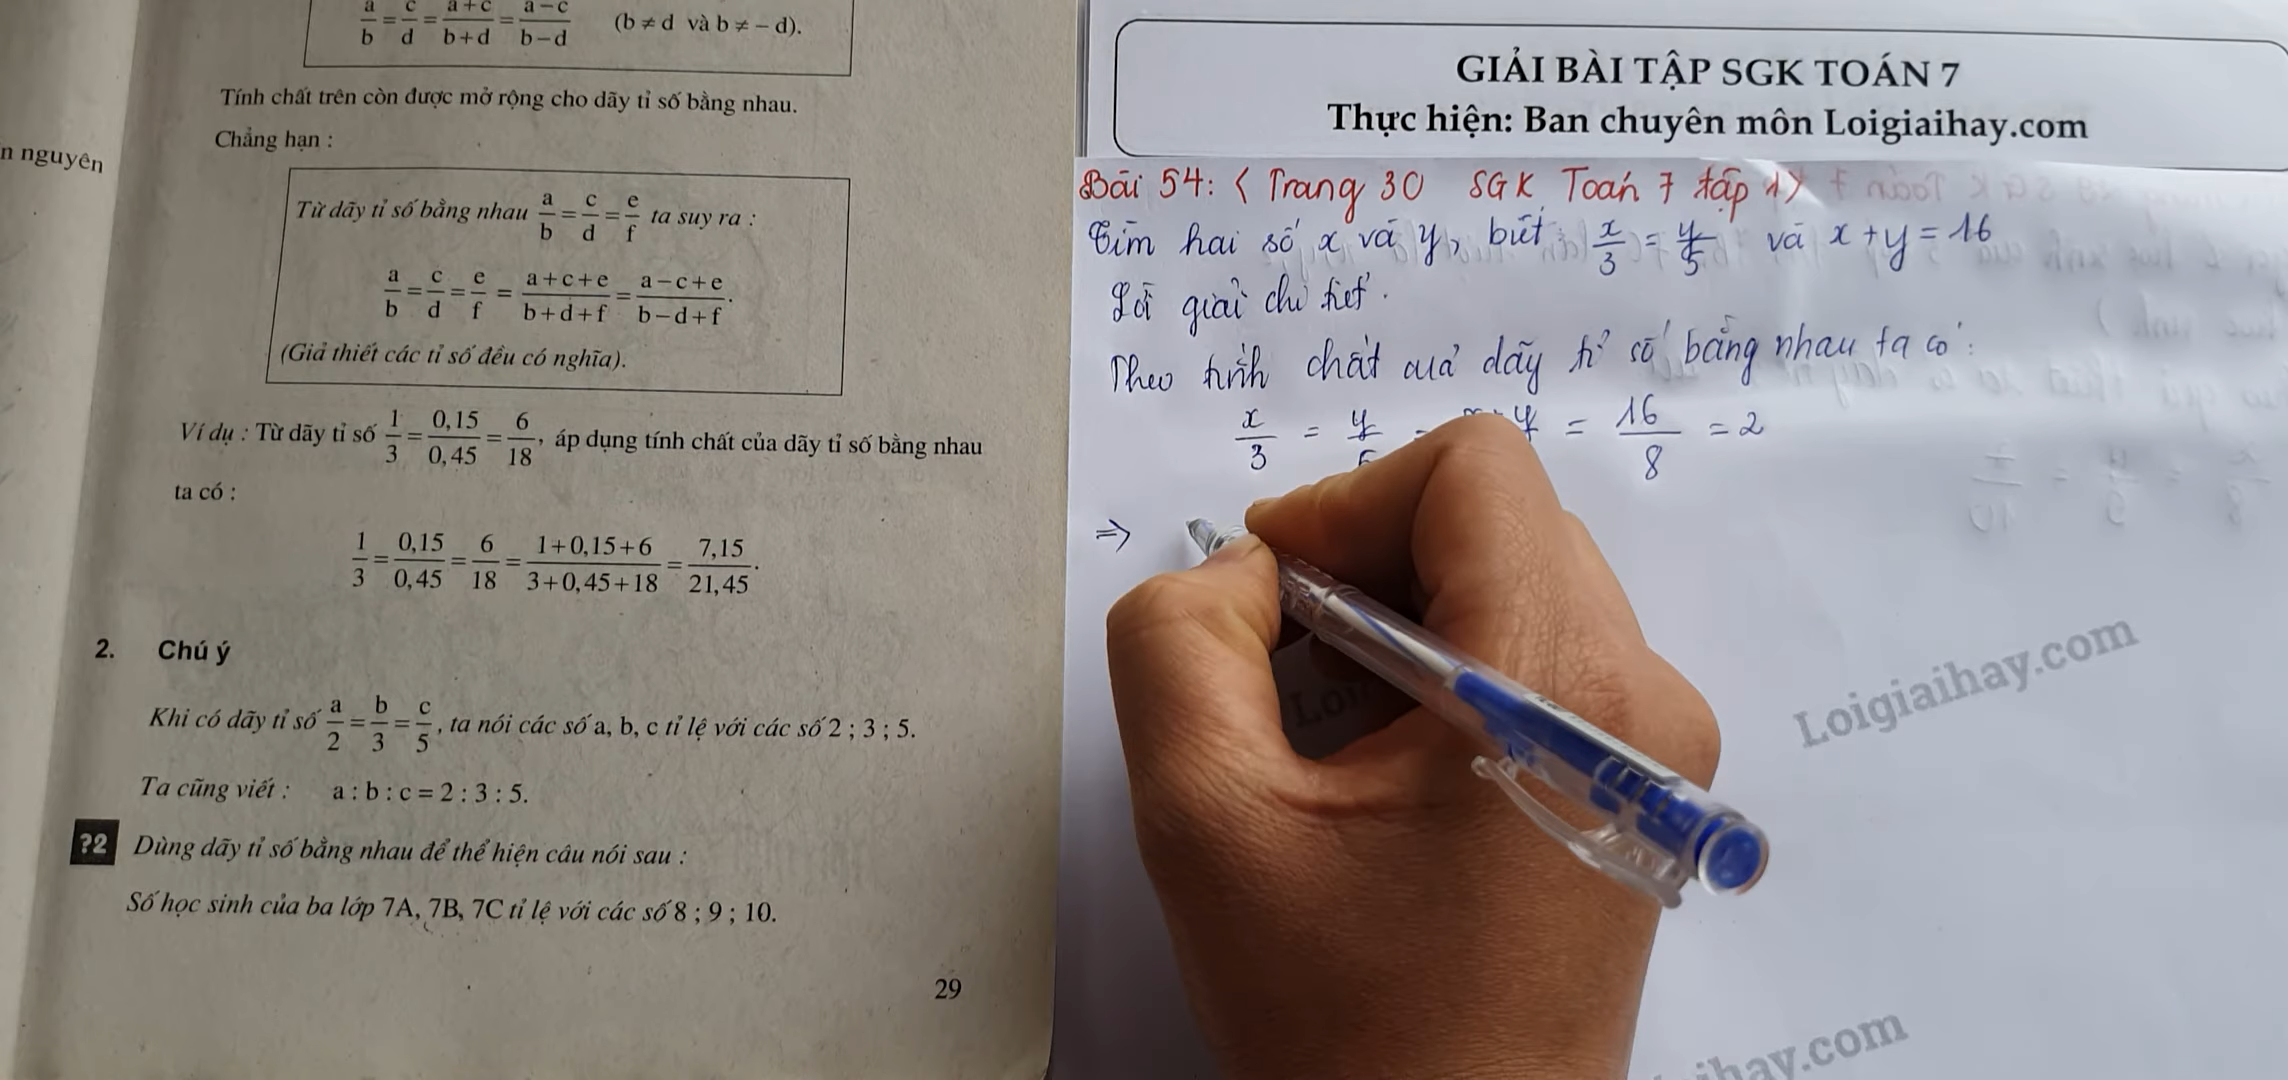 a/b = c/d = a+c/b+d = a−c/b−d (b ≠ d và b ≠ − d).
Tính chất trên còn được mở rộng cho dãy tỉ số bằng nhau.
Chẳng hạn :
n nguyên
Từ dãy tỉ số bằng nhau a/b = c/d = e/f ta suy ra :
a/b = c/d = e/f = a+c+e/b+d+f = a−c+e/b−d+f.
(Giả thiết các tỉ số đều có nghĩa).
Ví dụ : Từ dãy tỉ số 1/3 = 0,15/0,45 = 6/18, áp dụng tính chất của dãy tỉ số bằng nhau
ta có :
1/3 = 0,15/0,45 = 6/18 = 1+0,15+6/3+0,45+18 = 7,15/21,45.
2. Chú ý
Khi có dãy tỉ số a/2 = b/3 = c/5, ta nói các số a, b, c tỉ lệ với các số 2 ; 3 ; 5.
Ta cũng viết : a : b : c = 2 : 3 : 5.
?2 Dùng dãy tỉ số bằng nhau để thể hiện câu nói sau :
Số học sinh của ba lớp 7A, 7B, 7C tỉ lệ với các số 8 ; 9 ; 10.
29
GIẢI BÀI TẬP SGK TOÁN 7
Thực hiện: Ban chuyên môn Loigiaihay.com
Bài 54: (Trang 30 SGK Toán 7 tập 1)
Tìm hai số x và y, biết: x/3 = y/5 và x + y = 16
Lời giải chi tiết.
Theo tính chất của dãy tỉ số bằng nhau ta có:
x/3 = y/5 = 16/8 = 2
⇒
Loigiaihay.com
ihay.com